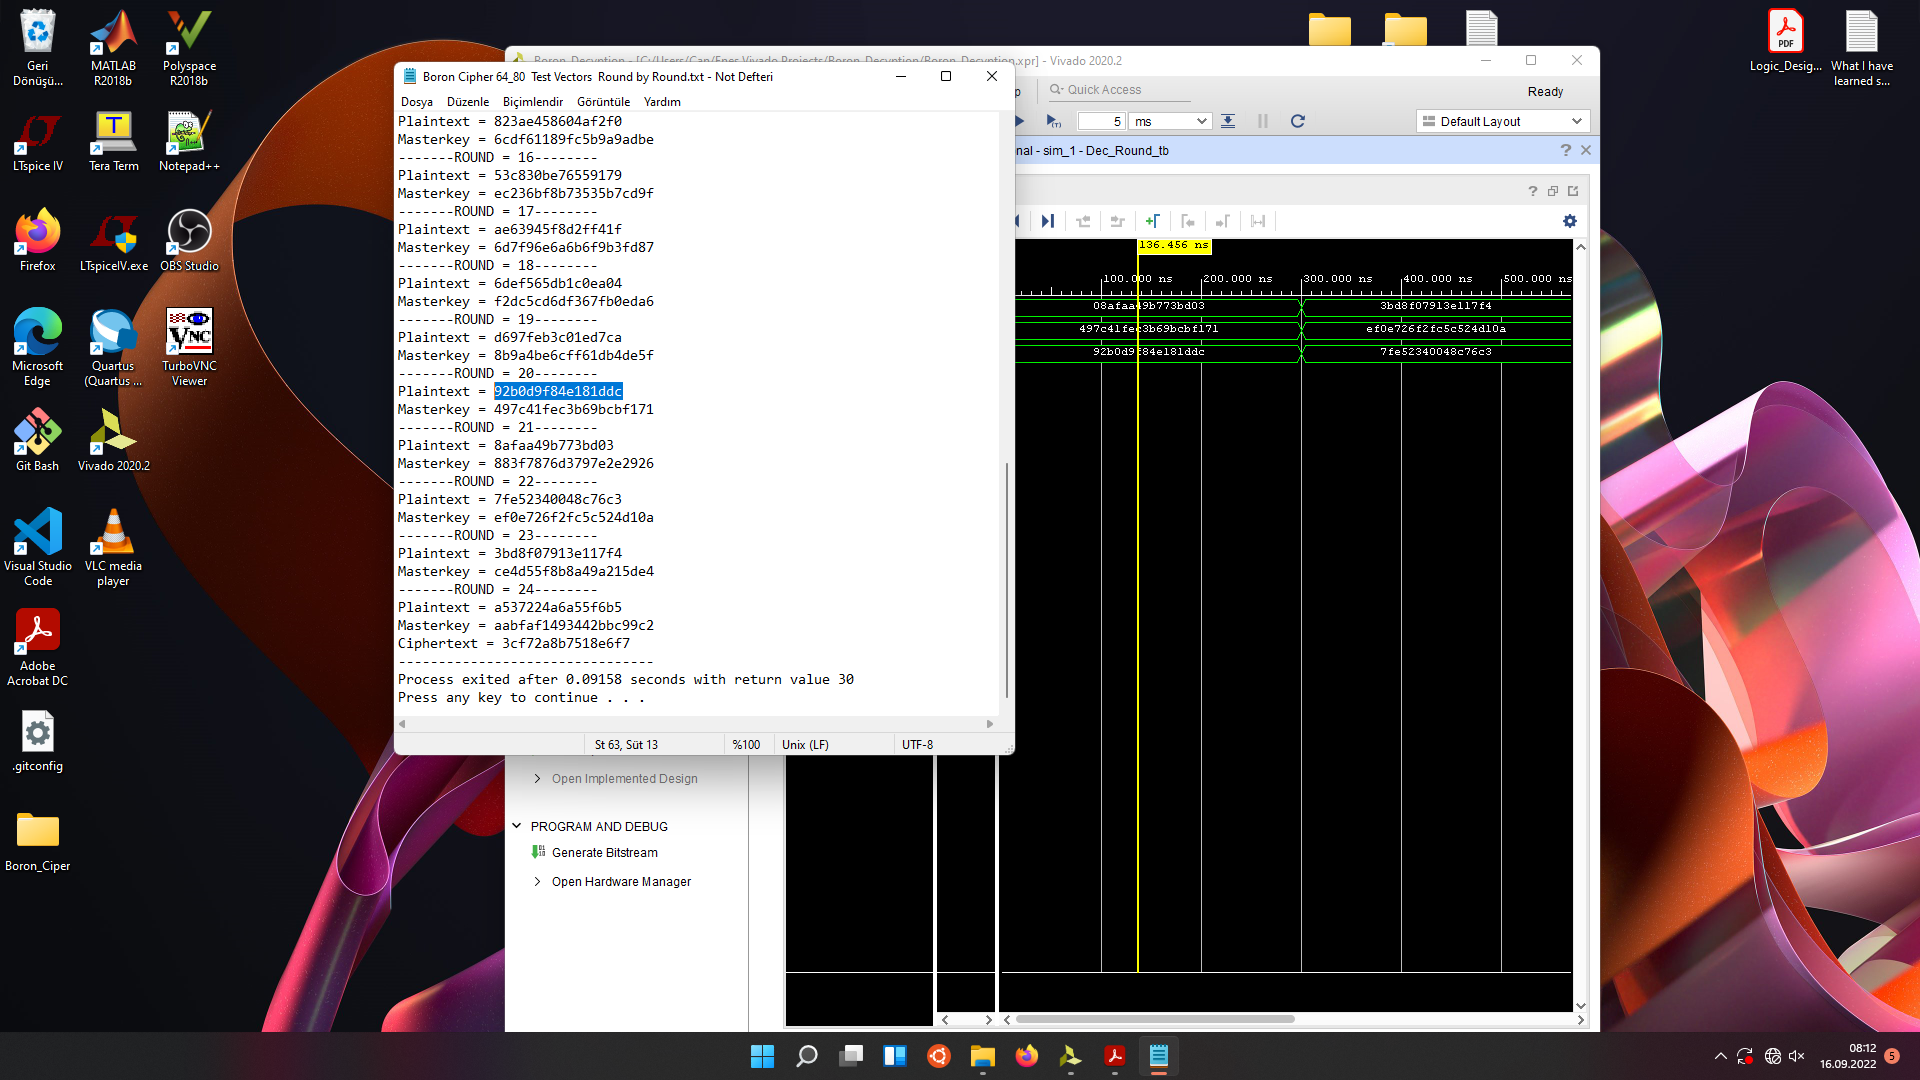 Geri
Dönüşü...
MATLAB
R2018b
Polyspace
R2018b
LTspice IV
Tera Term
Notepad++
Firefox
LTspiceIV.exe
OBS Studio
Microsoft
Edge
Quartus
(Quartus ...
TurboVNC
Viewer
Git Bash
Vivado 2020.2
Visual Studio
Code
VLC media
player
Adobe
Acrobat DC
.gitconfig
Boron_Ciper
Logic_Desig...
What I have
learned s...
Boron_Decyption - [C:/Users/Can/Enes Vivado Projects/Boron_Decyption/Boron_Decyption.xpr] - Vivado 2020.2
Quick Access
Ready
5
ms
Default Layout
nal - sim_1 - Dec_Round_tb
136.456 ns
100.000 ns
200.000 ns
300.000 ns
400.000 ns
500.000 ns
08afaa49b773bd03
3bd8f07913e117f4
497c41fec3b69bcbf171
ef0e726f2fc5c524d10a
92b0d9f84e181ddc
7fe52340048c76c3
Boron Cipher 64_80 Test Vectors Round by Round.txt - Not Defteri
Dosya
Düzenle
Biçimlendir
Görüntüle
Yardım
Plaintext = 823ae458604af2f0
Masterkey = 6cdf61189fc5b9a9adbe
-------ROUND = 16--------
Plaintext = 53c830be76559179
Masterkey = ec236bf8b73535b7cd9f
-------ROUND = 17--------
Plaintext = ae63945f8d2ff41f
Masterkey = 6d7f96e6a6b6f9b3fd87
-------ROUND = 18--------
Plaintext = 6def565db1c0ea04
Masterkey = f2dc5cd6df367fb0eda6
-------ROUND = 19--------
Plaintext = d697feb3c01ed7ca
Masterkey = 8b9a4be6cff61db4de5f
-------ROUND = 20--------
Plaintext = 92b0d9f84e181ddc
Masterkey = 497c41fec3b69bcbf171
-------ROUND = 21--------
Plaintext = 8afaa49b773bd03
Masterkey = 883f7876d3797e2e2926
-------ROUND = 22--------
Plaintext = 7fe52340048c76c3
Masterkey = ef0e726f2fc5c524d10a
-------ROUND = 23--------
Plaintext = 3bd8f07913e117f4
Masterkey = ce4d55f8b8a49a215de4
-------ROUND = 24--------
Plaintext = a537224a6a55f6b5
Masterkey = aabfaf1493442bbc99c2
Ciphertext = 3cf72a8b7518e6f7
--------------------------------
Process exited after 0.09158 seconds with return value 30
Press any key to continue . . .
St 63, Süt 13
%100
Unix (LF)
UTF-8
Open Implemented Design
PROGRAM AND DEBUG
Generate Bitstream
Open Hardware Manager
08:12
16.09.2022
5